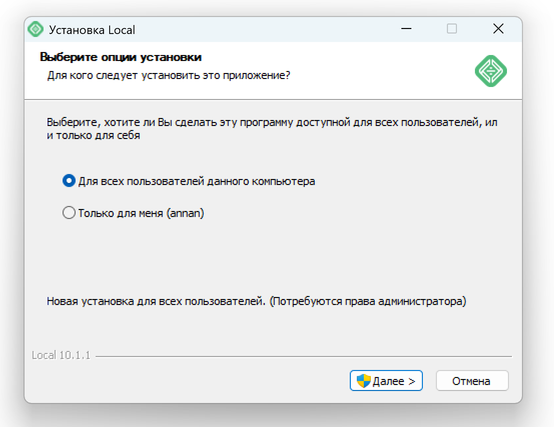 Установка Local
Выберите опции установки
Для кого следует установить это приложение?
Выберите, хотите ли Вы сделать эту программу доступной для всех пользователей, ил
и только для себя
Для всех пользователей данного компьютера
Только для меня (annan)
Новая установка для всех пользователей. (Потребуются права администратора)
Local 10.1.1
Далее >
Отмена